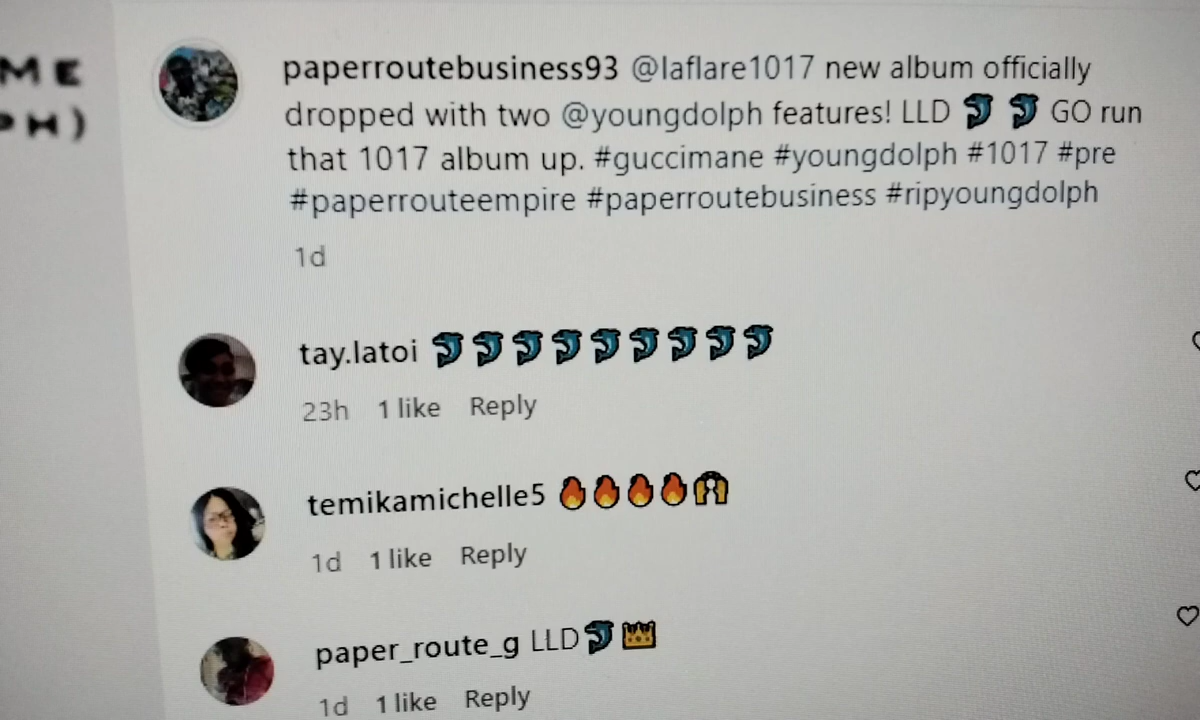 ME
PH)
paperroutebusiness93 @laflare1017 new album officially
dropped with two @youngdolph features! LLD 🐬 🐬 GO run
that 1017 album up. #guccimane #youngdolph #1017 #pre
#paperrouteempire #paperroutebusiness #ripyoungdolph
1d
tay.latoi 🐬🐬🐬🐬🐬🐬🐬🐬🐬
23h 1 like Reply
temikamichelle5 🔥🔥🔥🔥🙌
1d 1 like Reply
paper_route_g LLD🐬👑
1d 1 like Reply